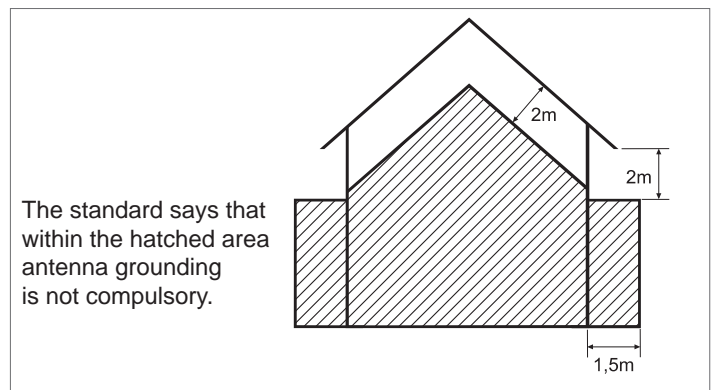 2m
2m
The standard says that
within the hatched area
antenna grounding
is not compulsory.
1,5m